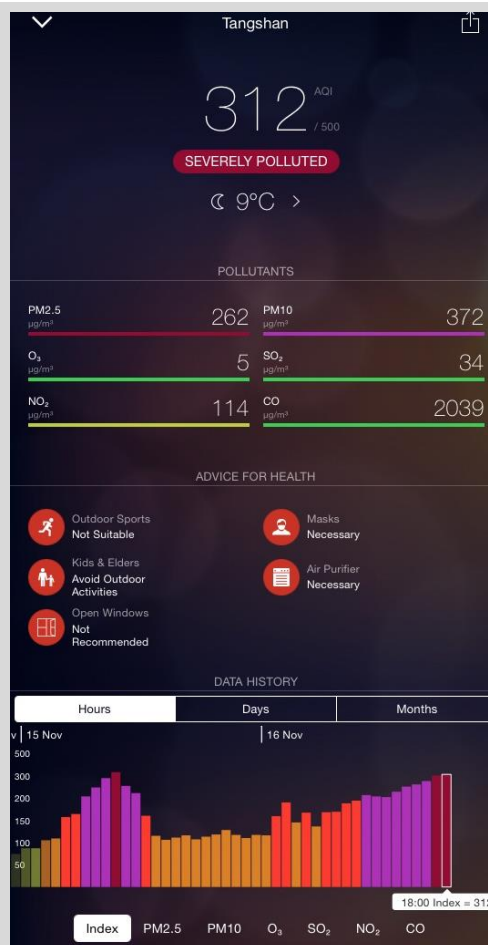 Tangshan
312 AQI
/ 500
SEVERELY POLLUTED
9°C >
POLLUTANTS
PM2.5 262 PM10 372
µg/m³ µg/m³
O₃ 5 SO₂ 34
µg/m³ µg/m³
NO₂ 114 CO 2039
µg/m³ µg/m³
ADVICE FOR HEALTH
Outdoor Sports
Not Suitable
Masks
Necessary
Kids & Elders
Avoid Outdoor
Activities
Air Purifier
Necessary
Open Windows
Not
Recommended
DATA HISTORY
Hours Days Months
v 15 Nov 16 Nov
500
300
200
150
100
50
18:00 Index = 312
Index PM2.5 PM10 O₃ SO₂ NO₂ CO